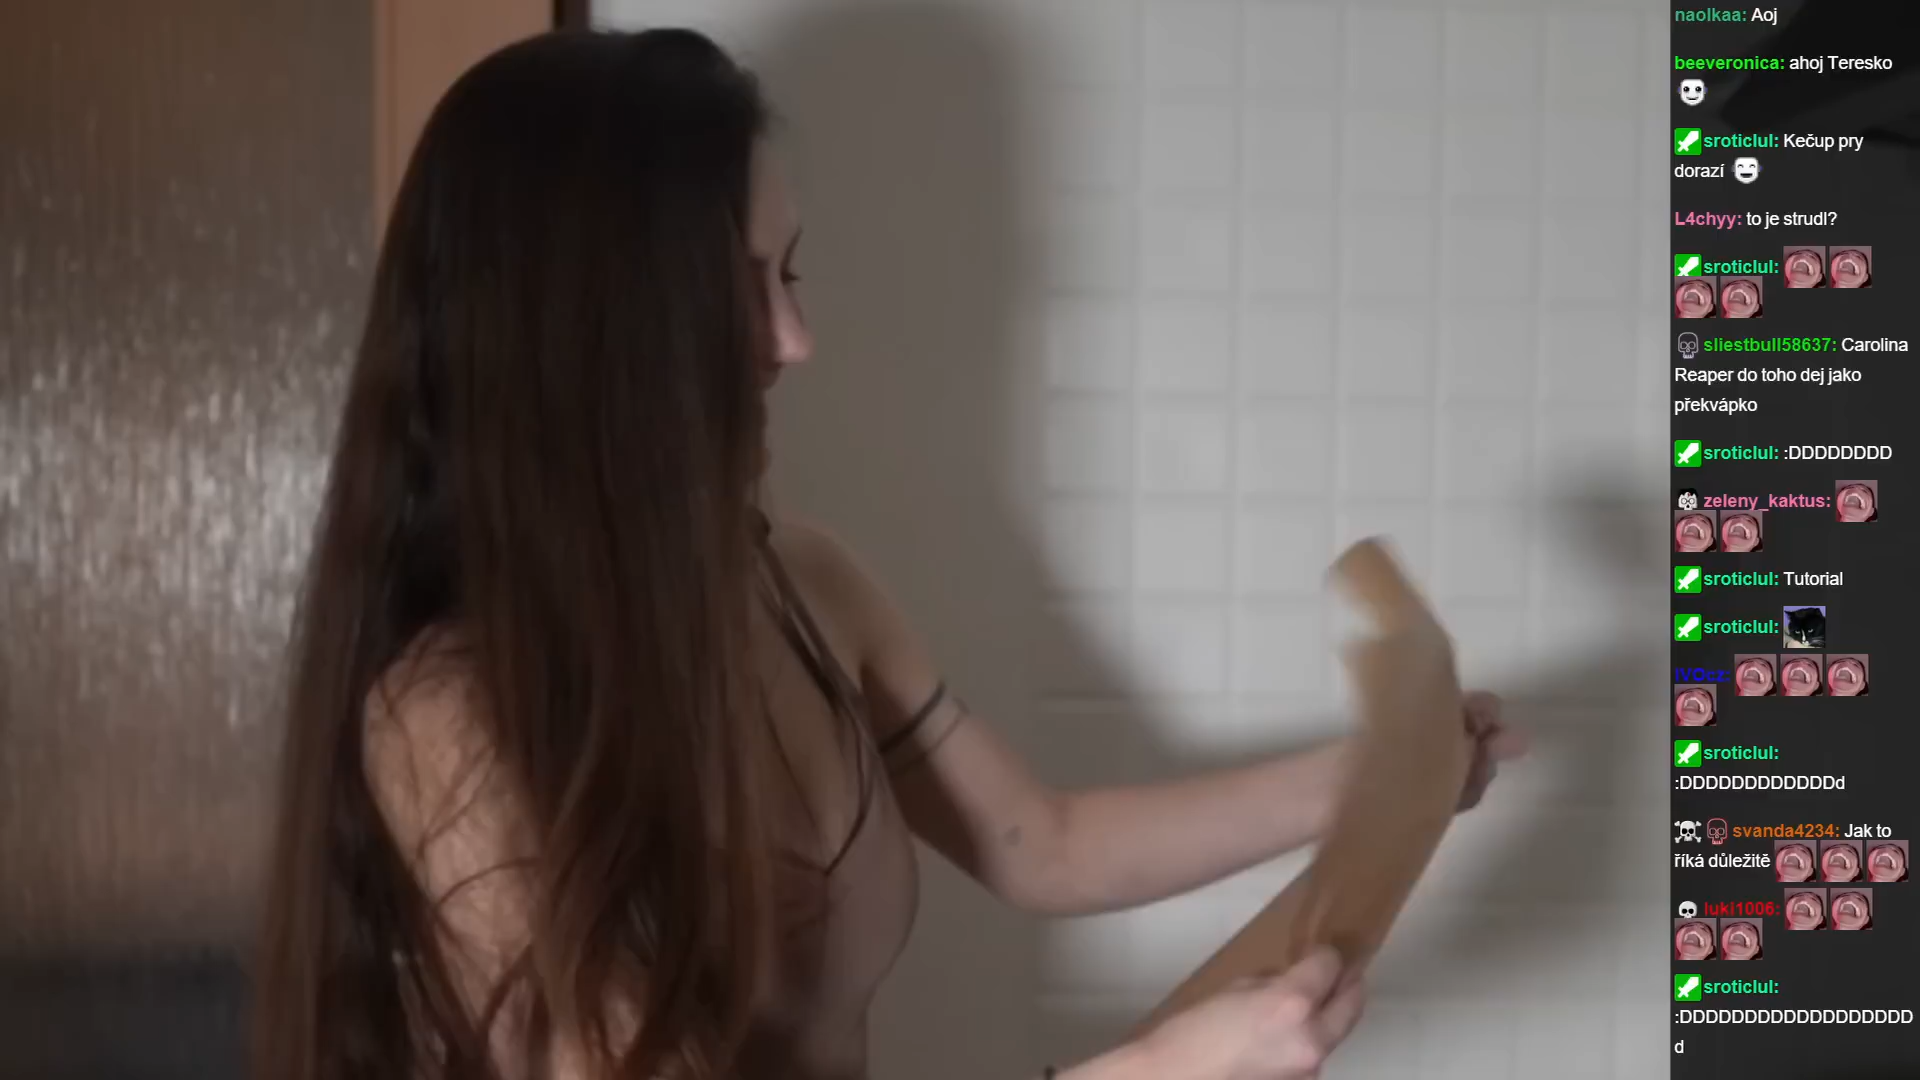 naolkaa: Aoj
beeveronica: ahoj Teresko
sroticlul: Kečup pry
dorazí
L4chyy: to je strudl?
sroticlul:
sliestbull58637: Carolina
Reaper do toho dej jako
překvápko
sroticlul: :DDDDDDDD
zeleny_kaktus:
sroticlul: Tutorial
sroticlul:
IVOcz:
sroticlul:
:DDDDDDDDDDDDd
svanda4234: Jak to
říká důležitě
luki1006:
sroticlul:
:DDDDDDDDDDDDDDDDDD
d